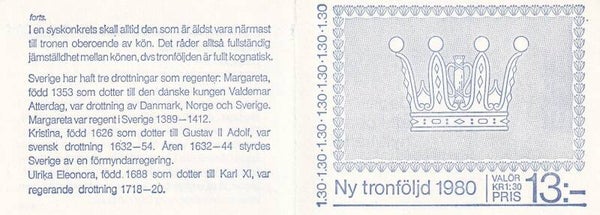 forts.
I en syskonkrets skall alltid den som är äldst vara närmast
till tronen oberoende av kön. Det råder alltså fullständig
jämställdhet mellan könen, dvs tronföljden är fullt kognatisk.
Sverige har haft tre drottningar som regenter: Margareta,
född 1353 som dotter till den danske kungen Valdemar
Atterdag, var drottning av Danmark, Norge och Sverige.
Margareta var regent i Sverige 1389–1412.
Kristina, född 1626 som dotter till Gustav II Adolf, var
svensk drottning 1632–54. Åren 1632–44 styrdes
Sverige av en förmyndarregering.
Ulrika Eleonora, född. 1688 som dotter till Karl XI, var
regerande drottning 1718–20.
1.30·1.30·1.30·1.30·1.30·1.30·1.30·1.30
Ny tronföljd 1980
VALÖR
KR 1:30
PRIS
13:–